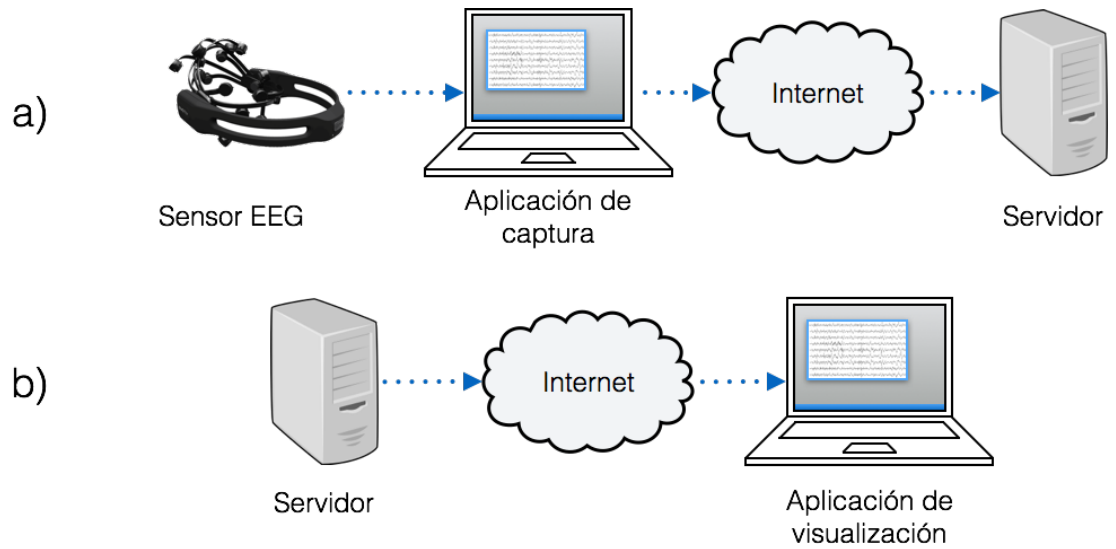 a)
Internet
Sensor EEG
Aplicación de
captura
Servidor
b)
Internet
Servidor
Aplicación de
visualización